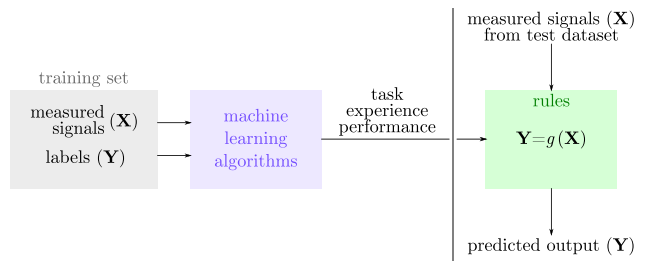 training set
measured
signals (X)
labels (Y)
machine
learning
algorithms
task
experience
performance
measured signals (X)
from test dataset
rules
Y=g(X)
predicted output (Y)